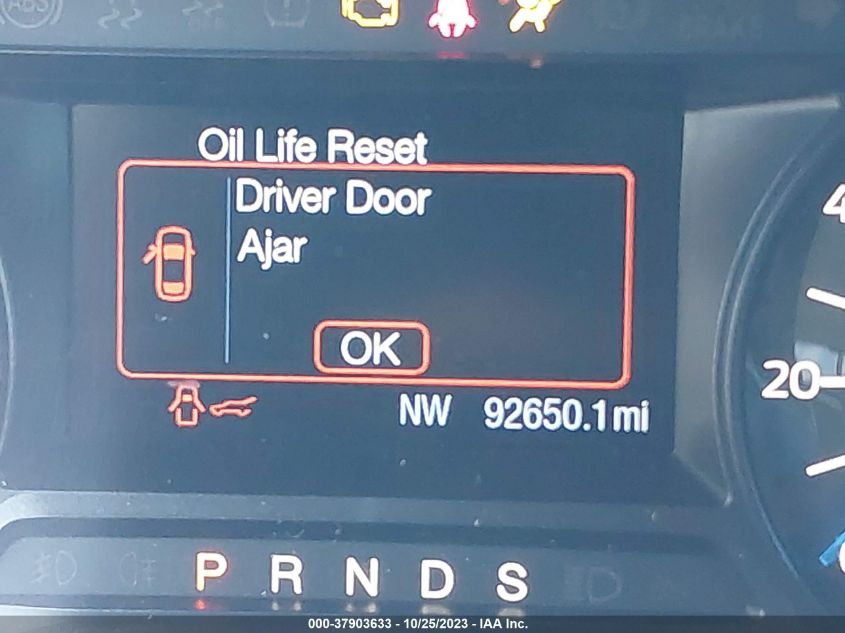 ABS
Oil Life Reset
Driver Door
Ajar
OK
NW 92650.1 mi
20
P R N D S
000-37903633 - 10/25/2023 - IAA Inc.